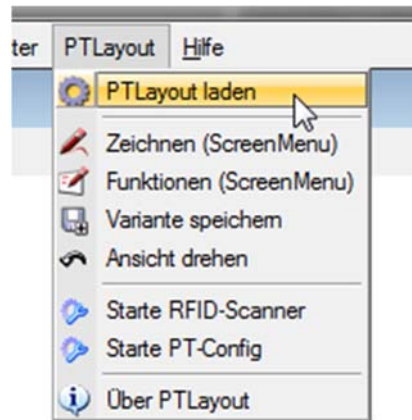 ter PTLayout Hilfe
PTLayout laden
Zeichnen (ScreenMenu)
Funktionen (ScreenMenu)
Variante speichern
Ansicht drehen
Starte RFID-Scanner
Starte PT-Config
Über PTLayout